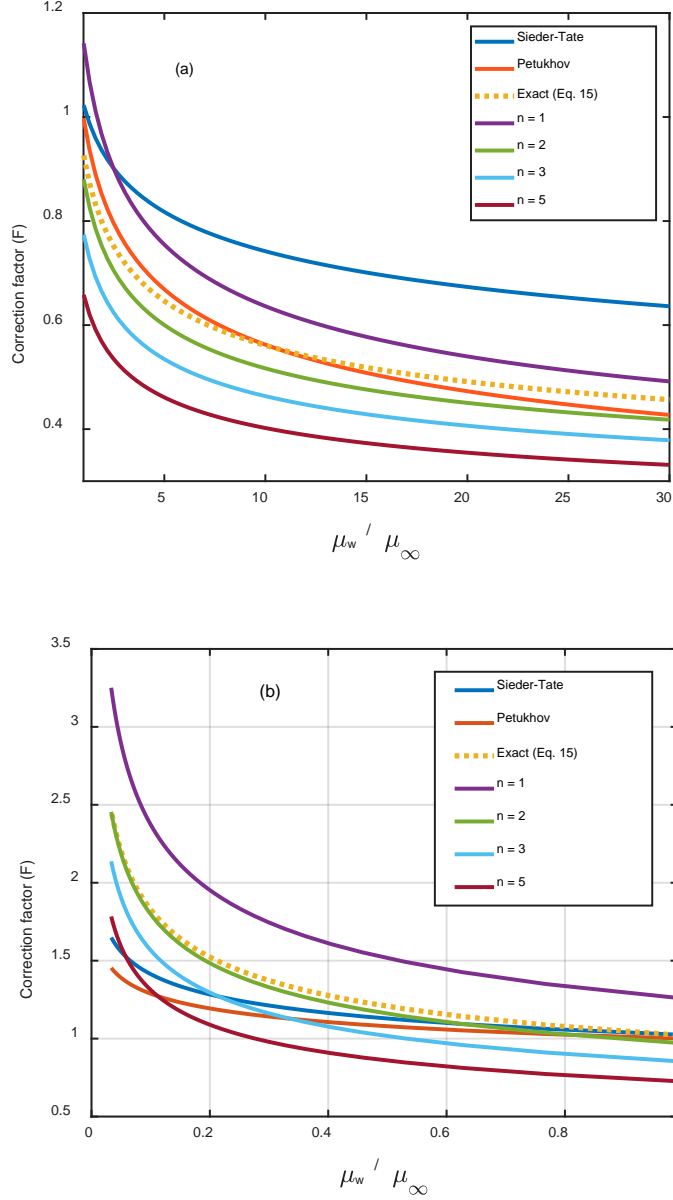 1.2
(a)
Sieder-Tate
Petukhov
Exact (Eq. 15)
n = 1
n = 2
n = 3
n = 5
1
0.8
0.6
0.4
Correction factor (F)
5
10
15
20
25
30
μw / μ∞
3.5
(b)
Sieder-Tate
Petukhov
Exact (Eq. 15)
n = 1
n = 2
n = 3
n = 5
3
2.5
2
1.5
1
0.5
Correction factor (F)
0
0.2
0.4
0.6
0.8
μw / μ∞